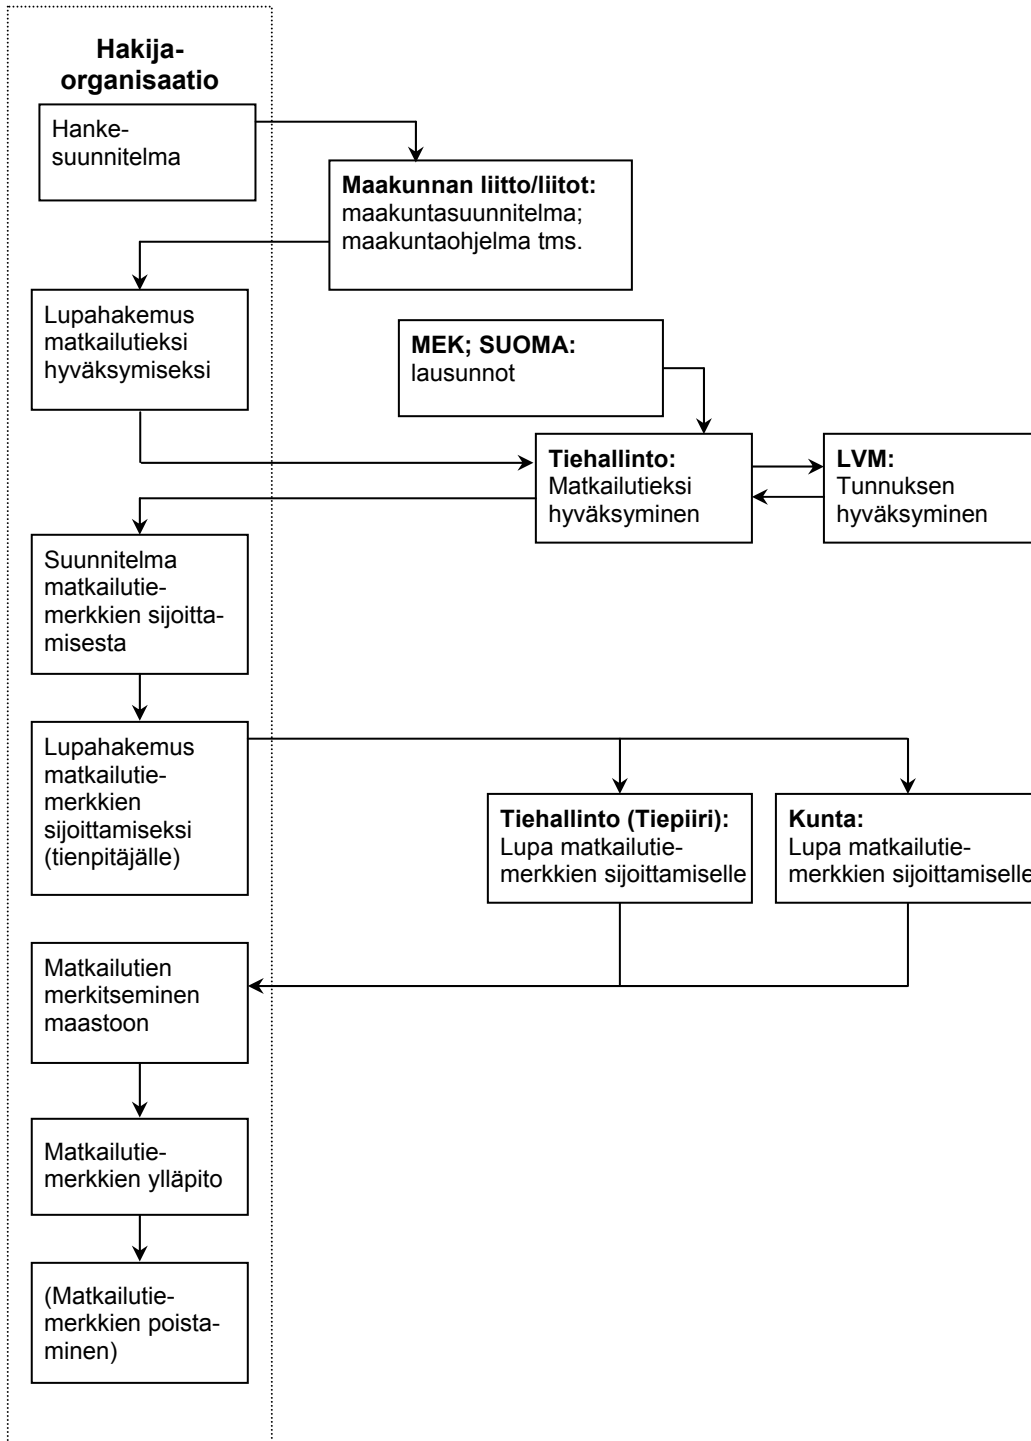 Hakija-
organisaatio
Hanke-
suunnitelma
Maakunnan liitto/liitot:
maakuntasuunnitelma;
maakuntaohjelma tms.
Lupahakemus
matkailutieksi
hyväksymiseksi
MEK; SUOMA:
lausunnot
Tiehallinto:
Matkailutieksi
hyväksyminen
LVM:
Tunnuksen
hyväksyminen
Suunnitelma
matkailutie-
merkkien sijoitta-
misesta
Lupahakemus
matkailutie-
merkkien
sijoittamiseksi
(tienpitäjälle)
Tiehallinto (Tiepiiri):
Lupa matkailutie-
merkkien sijoittamiselle
Kunta:
Lupa matkailutie-
merkkien sijoittamiselle
Matkailutien
merkitseminen
maastoon
Matkailutie-
merkkien ylläpito
(Matkailutie-
merkkien poista-
minen)